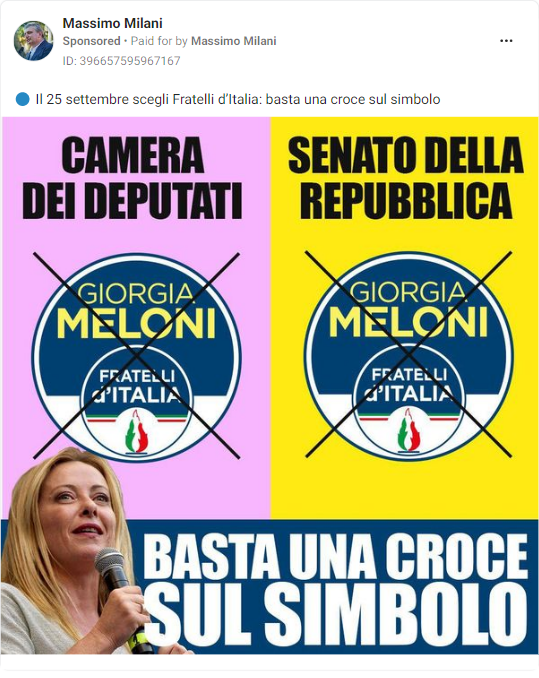 Massimo Milani
Sponsored • Paid for by Massimo Milani
ID: 396657595967167
Il 25 settembre scegli Fratelli d’Italia: basta una croce sul simbolo
CAMERA
DEI DEPUTATI
SENATO DELLA
REPUBBLICA
GIORGIA
MELONI
FRATELLI
d'ITALIA
GIORGIA
MELONI
FRATELLI
d'ITALIA
BASTA UNA CROCE
SUL SIMBOLO